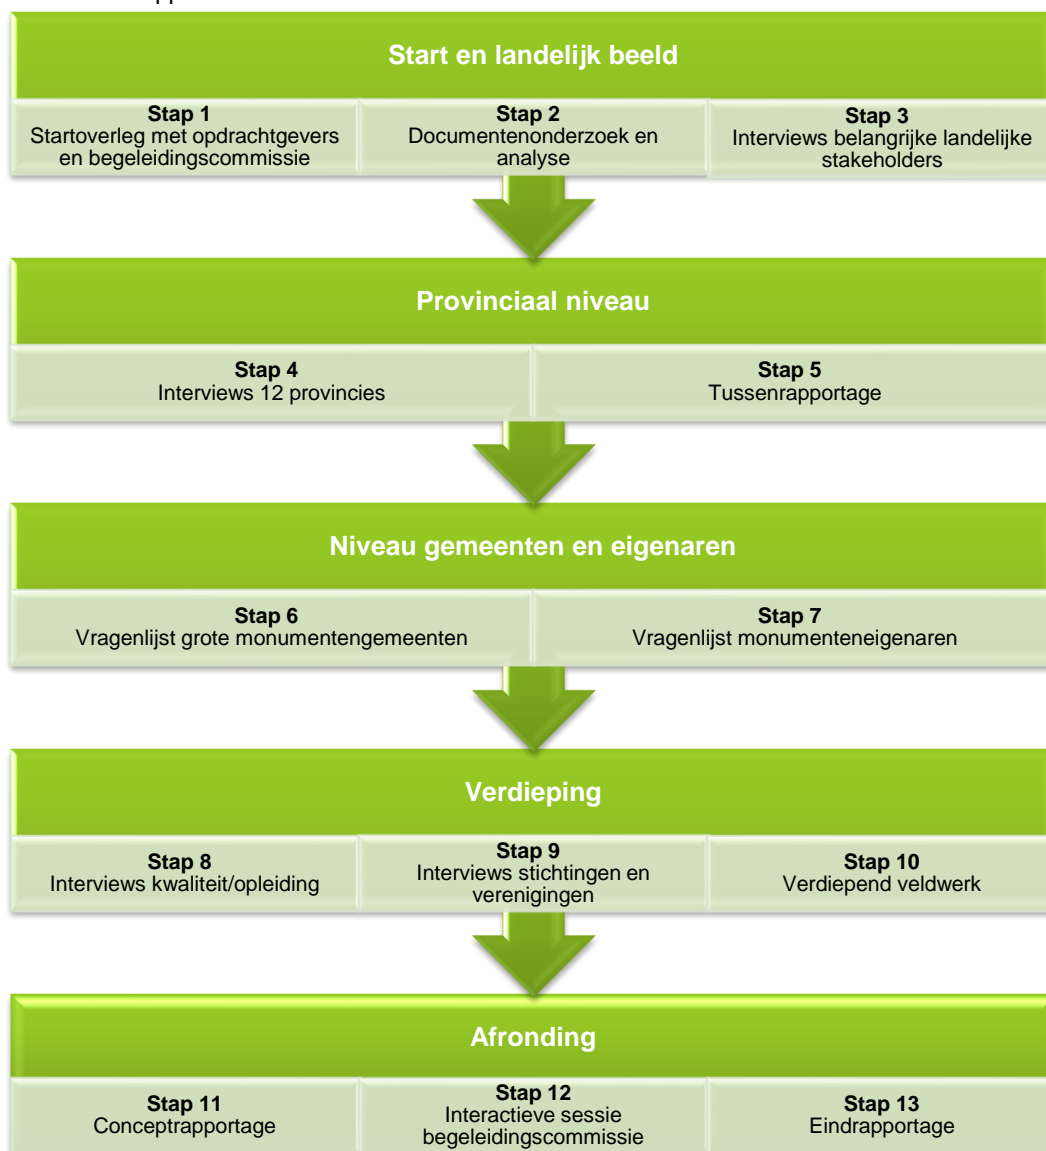 Start en landelijk beeld
Stap 1
Startoverleg met opdrachtgevers
en begeleidingscommissie
Stap 2
Documentenonderzoek en
analyse
Stap 3
Interviews belangrijke landelijke
stakeholders
Provinciaal niveau
Stap 4
Interviews 12 provincies
Stap 5
Tussenrapportage
Niveau gemeenten en eigenaren
Stap 6
Vragenlijst grote monumentengemeenten
Stap 7
Vragenlijst monumenteneigenaren
Verdieping
Stap 8
Interviews kwaliteit/opleiding
Stap 9
Interviews stichtingen en
verenigingen
Stap 10
Verdiepend veldwerk
Afronding
Stap 11
Conceptrapportage
Stap 12
Interactieve sessie
begeleidingscommissie
Stap 13
Eindrapportage